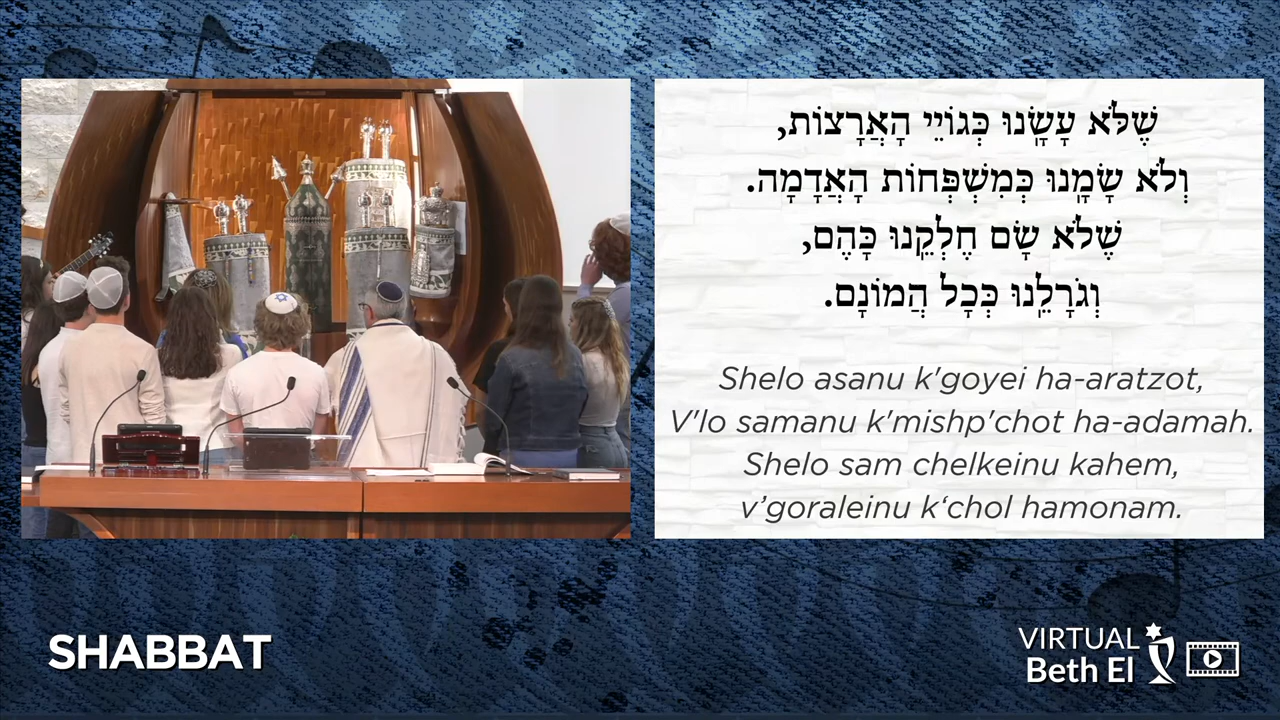 שֶׁלֹּא עָשָֽׂנוּ כְּגוֹיֵי הָאֲרָצוֹת,
וְלֹא שָׂמָֽנוּ כְּמִשְׁפְּחוֹת הָאֲדָמָה.
שֶׁלֹּא שָׂם חֶלְקֵֽנוּ כָּהֶם,
וְגֹרָלֵֽנוּ כְּכָל הֲמוֹנָם.
Shelo asanu k'goyei ha-aratzot,
V'lo samanu k'mishp'chot ha-adamah.
Shelo sam chelkeinu kahem,
v’goraleinu k‘chol hamonam.
SHABBAT
VIRTUAL
Beth El